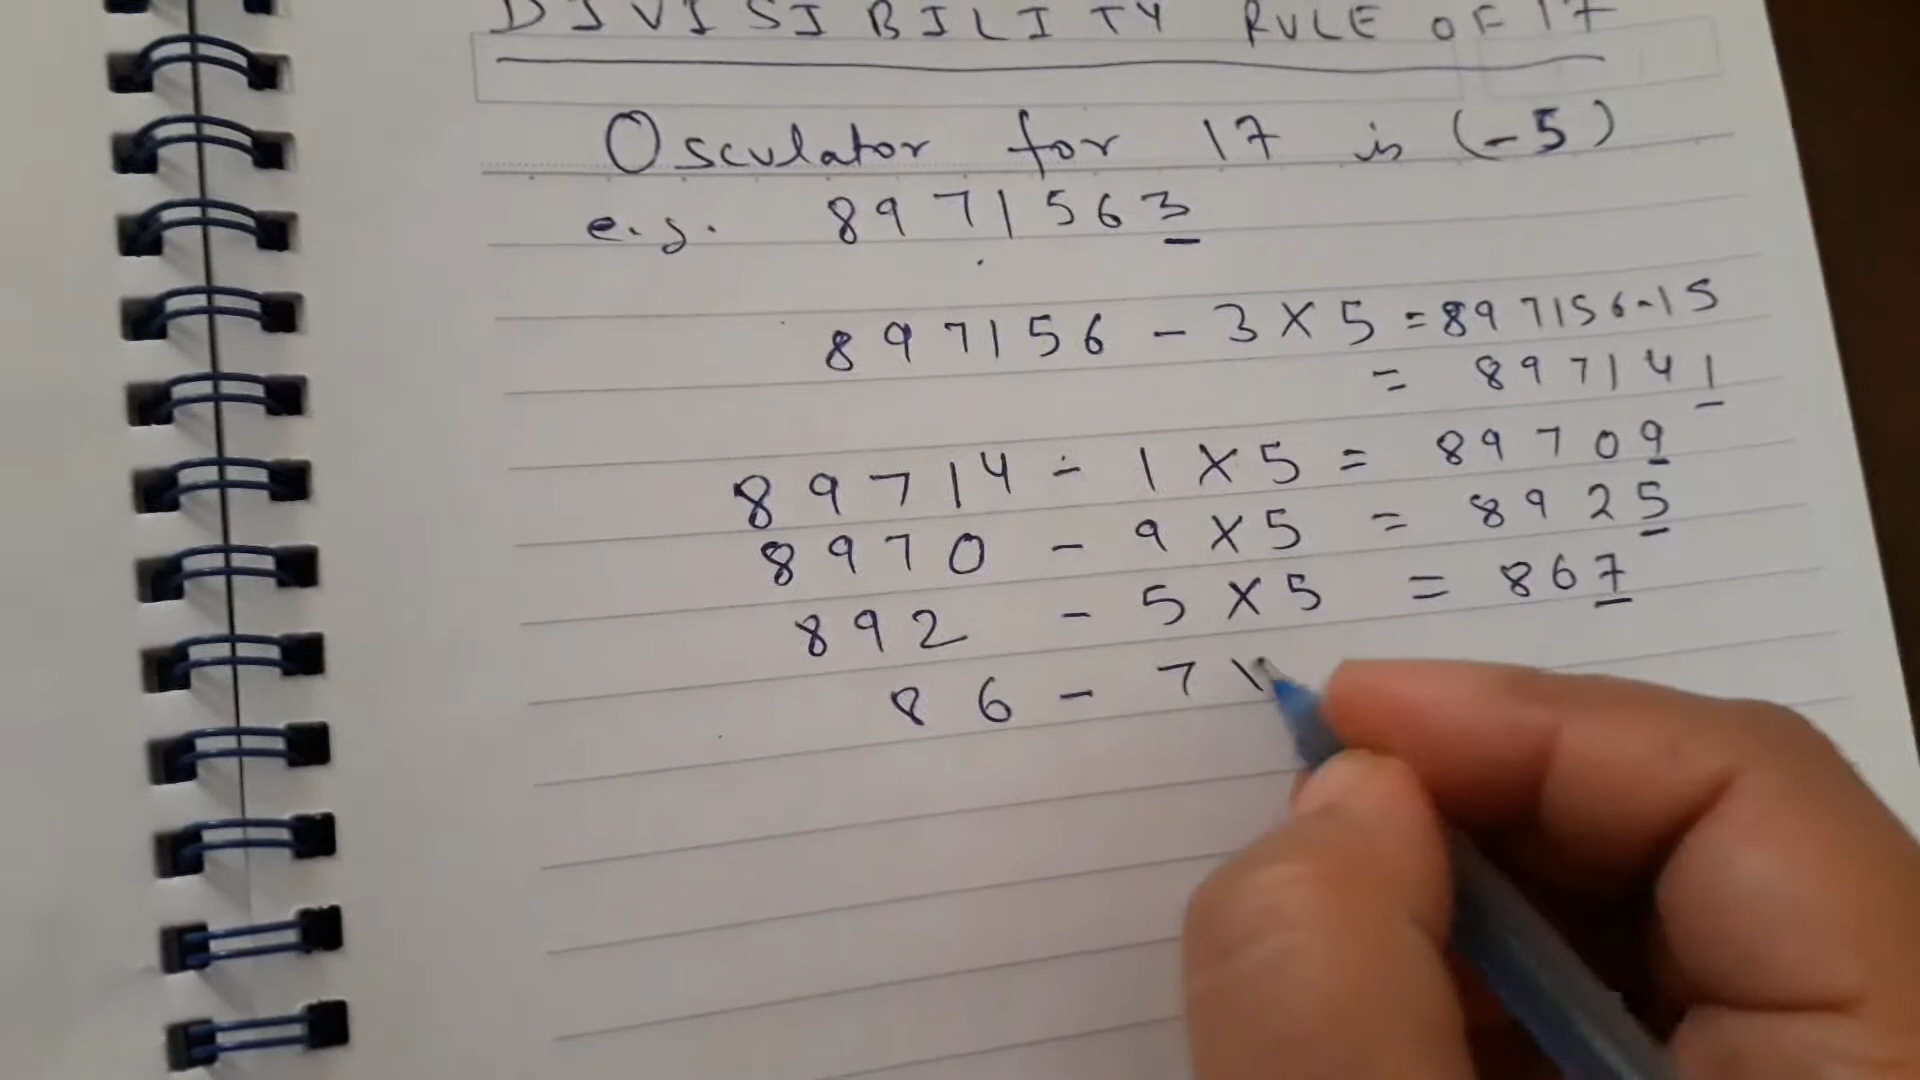 DIVISIBILITY RULE OF 17
Osculator for 17 is (-5)
e.g. 8971563
897156 - 3 × 5 = 897156-15
= 897141
89714 - 1 × 5 = 89709
8970 - 9 × 5 = 8925
892 - 5 × 5 = 867
86 - 7